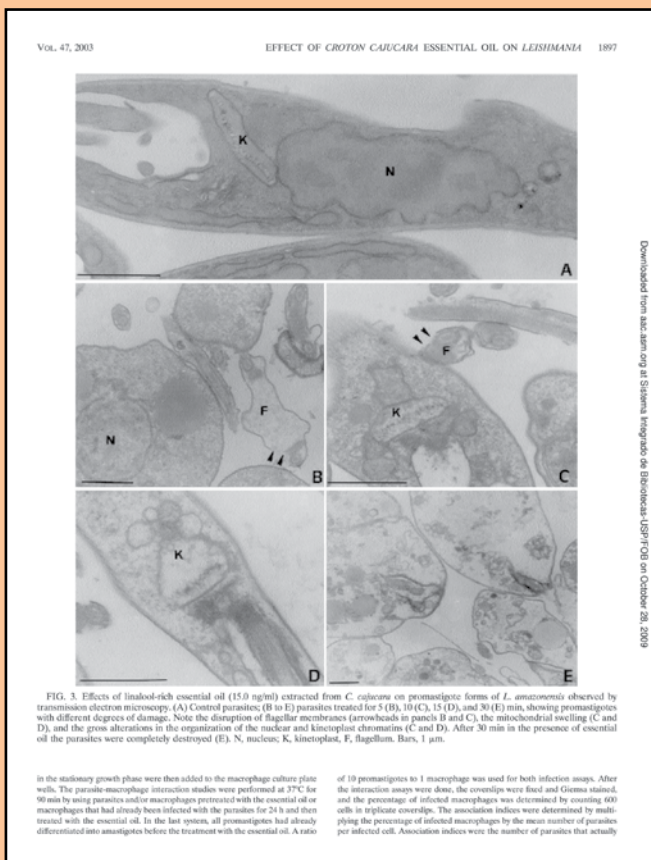 VOL. 47, 2003
EFFECT OF CROTON CAJUCARA ESSENTIAL OIL ON LEISHMANIA 1897
K
N
A
F
N
B
F
K
C
K
D
E
FIG. 3. Effects of linalool-rich essential oil (15.0 ng/ml) extracted from C. cajucara on promastigote forms of L. amazonensis observed by
transmission electron microscopy. (A) Control parasites; (B to E) parasites treated for 5 (B), 10 (C), 15 (D), and 30 (E) min, showing promastigotes
with different degrees of damage. Note the disruption of flagellar membranes (arrowheads in panels B and C), the mitochondrial swelling (C and
D), and the gross alterations in the organization of the nuclear and kinetoplast chromatins (C and D). After 30 min in the presence of essential
oil the parasites were completely destroyed (E). N, nucleus; K, kinetoplast, F, flagellum. Bars, 1 μm.
in the stationary growth phase were then added to the macrophage culture plate
wells. The parasite-macrophage interaction studies were performed at 37°C for
90 min by using parasites and/or macrophages pretreated with the essential oil or
macrophages that had already been infected with the parasites for 24 h and then
treated with the essential oil. In the last system, all promastigotes had already
differentiated into amastigotes before the treatment with the essential oil. A ratio
of 10 promastigotes to 1 macrophage was used for both infection assays. After
the interaction assays were done, the coverslips were fixed and Giemsa stained,
and the percentage of infected macrophages was determined by counting 600
cells in triplicate coverslips. The association indices were determined by multi-
plying the percentage of infected macrophages by the mean number of parasites
per infected cell. Association indices were the number of parasites that actually
Downloaded from aac.asm.org at Sistema Integrado de Bibliotecas-USP/FOB on October 28, 2009